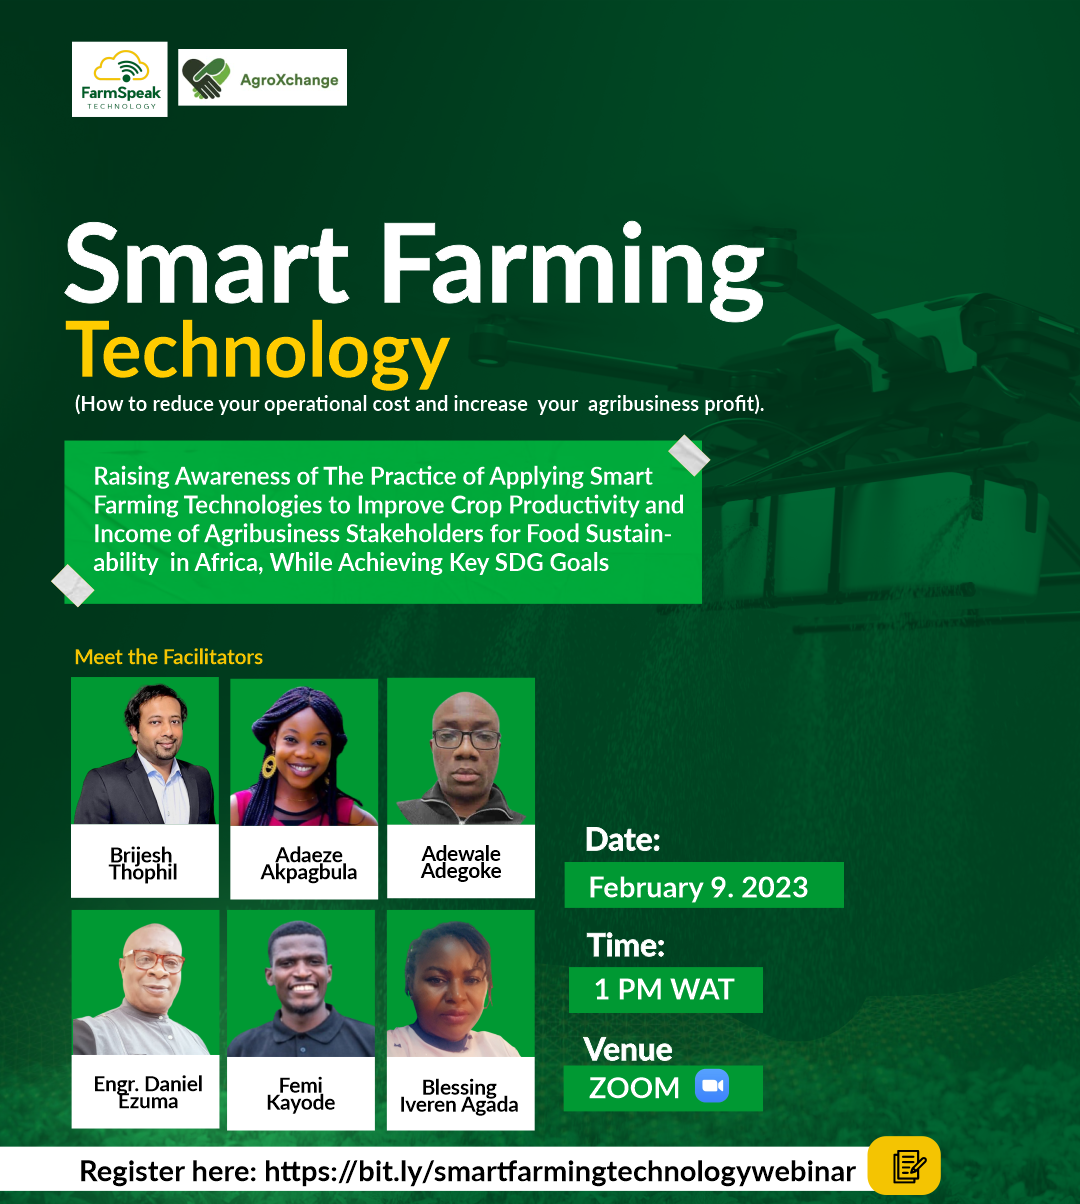 FarmSpeak
TECHNOLOGY
AgroXchange
Smart Farming
Technology
(How to reduce your operational cost and increase your agribusiness profit).
Raising Awareness of The Practice of Applying Smart
Farming Technologies to Improve Crop Productivity and
Income of Agribusiness Stakeholders for Food Sustain-
ability in Africa, While Achieving Key SDG Goals
Meet the Facilitators
Brijesh
Thophil
Adaeze
Akpagbula
Adewale
Adegoke
Engr. Daniel
Ezuma
Femi
Kayode
Blessing
Iveren Agada
Date:
February 9. 2023
Time:
1 PM WAT
Venue
ZOOM
Register here: https://bit.ly/smartfarmingtechnologywebinar